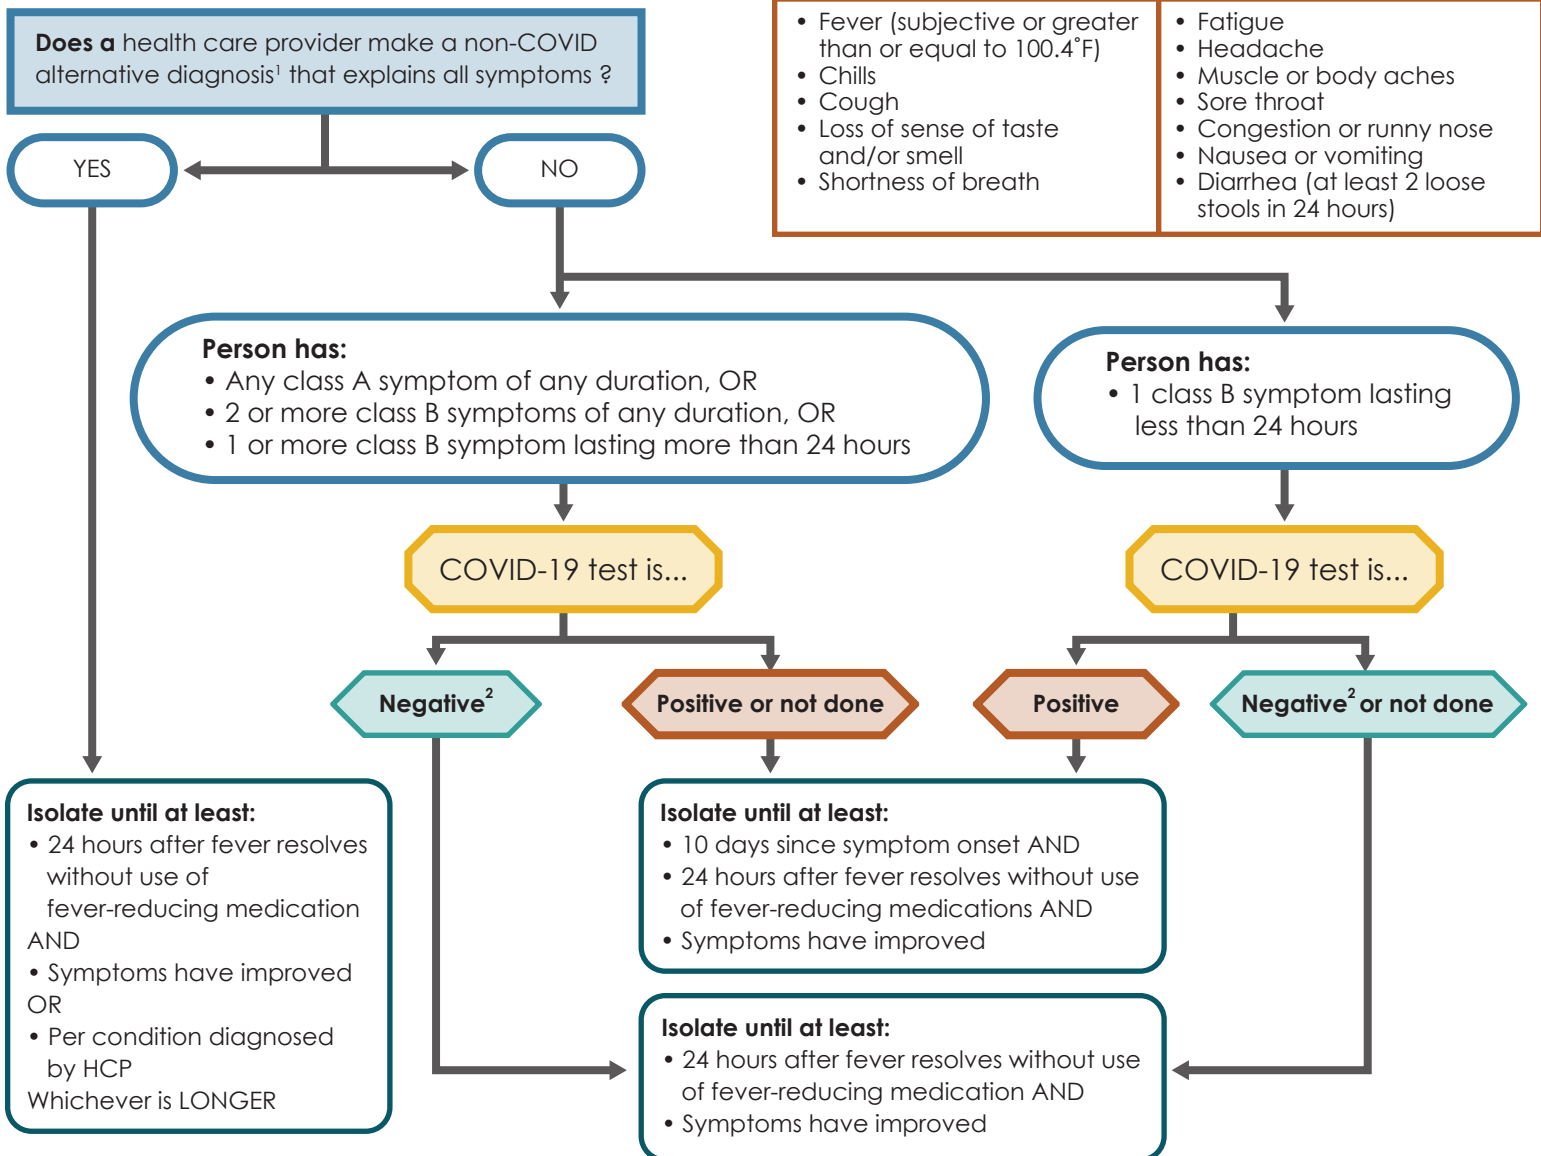 Does a health care provider make a non-COVID
alternative diagnosis¹ that explains all symptoms ?
• Fever (subjective or greater
than or equal to 100.4˚F)
• Chills
• Cough
• Loss of sense of taste
and/or smell
• Shortness of breath
• Fatigue
• Headache
• Muscle or body aches
• Sore throat
• Congestion or runny nose
• Nausea or vomiting
• Diarrhea (at least 2 loose
stools in 24 hours)
YES
NO
Person has:
• Any class A symptom of any duration, OR
• 2 or more class B symptoms of any duration, OR
• 1 or more class B symptom lasting more than 24 hours
Person has:
• 1 class B symptom lasting
less than 24 hours
COVID-19 test is...
COVID-19 test is...
Negative²
Positive or not done
Positive
Negative² or not done
Isolate until at least:
• 24 hours after fever resolves
without use of
fever-reducing medication
AND
• Symptoms have improved
OR
• Per condition diagnosed
by HCP
Whichever is LONGER
Isolate until at least:
• 10 days since symptom onset AND
• 24 hours after fever resolves without use
of fever-reducing medications AND
• Symptoms have improved
Isolate until at least:
• 24 hours after fever resolves without use
of fever-reducing medication AND
• Symptoms have improved